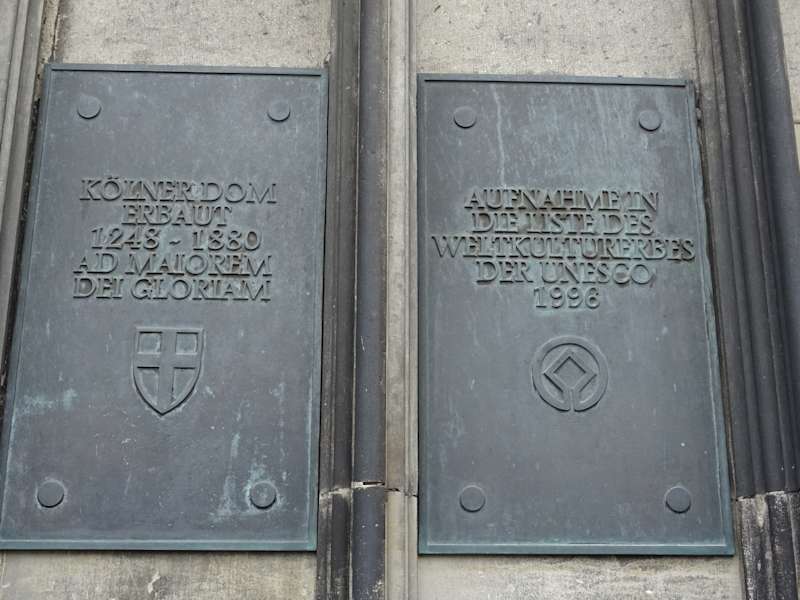 KÖLNER DOM
ERBAUT
1248 - 1880
AD MAIOREM
DEI GLORIAM
AUFNAHME IN
DIE LISTE DES
WELTKULTURERBES
DER UNESCO
1996